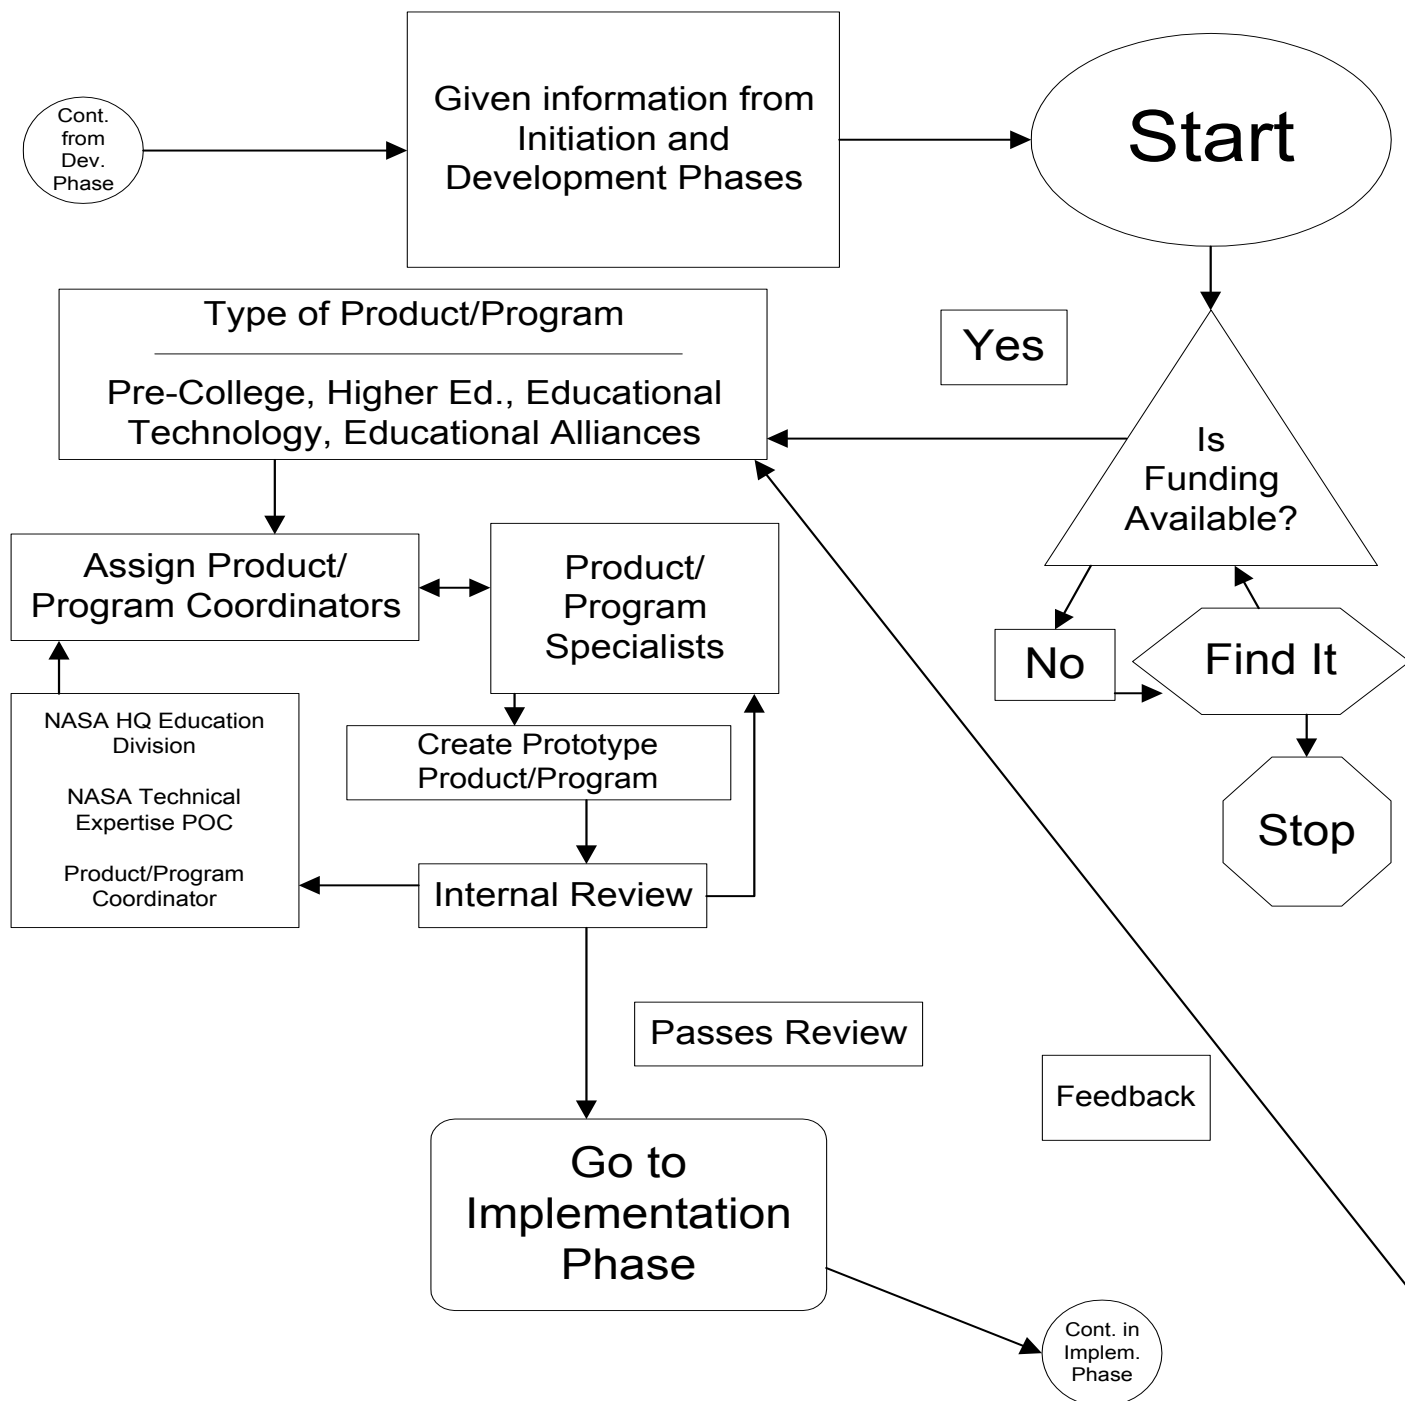 Cont.
from
Dev.
Phase
Given information from
Initiation and
Development Phases
Start
Type of Product/Program
Pre-College, Higher Ed., Educational
Technology, Educational Alliances
Yes
Is
Funding
Available?
Assign Product/
Program Coordinators
Product/
Program
Specialists
No
Find It
NASA HQ Education
Division
NASA Technical
Expertise POC
Product/Program
Coordinator
Create Prototype
Product/Program
Stop
Internal Review
Passes Review
Feedback
Go to
Implementation
Phase
Cont. in
Implem.
Phase